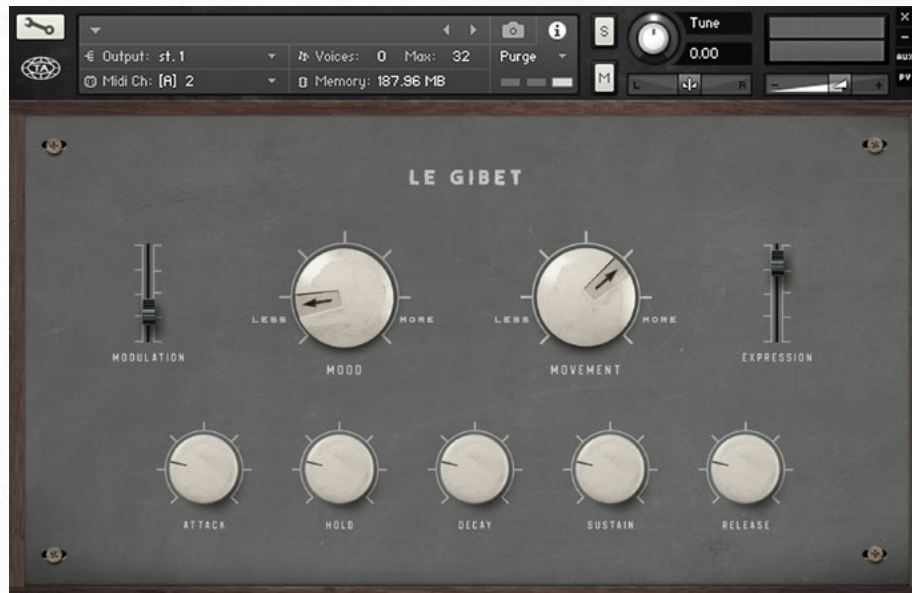 S
Tune
×
-
Output: st.1
Voices: 0 Max: 32
Purge
0.00
AUX
TA
Midi Ch: [A] 2
Memory: 187.96 MB
M
L
R
-
+
PV
LE GIBET
LESS
MORE
LESS
MORE
MODULATION
MOOD
MOVEMENT
EXPRESSION
ATTACK
HOLD
DECAY
SUSTAIN
RELEASE